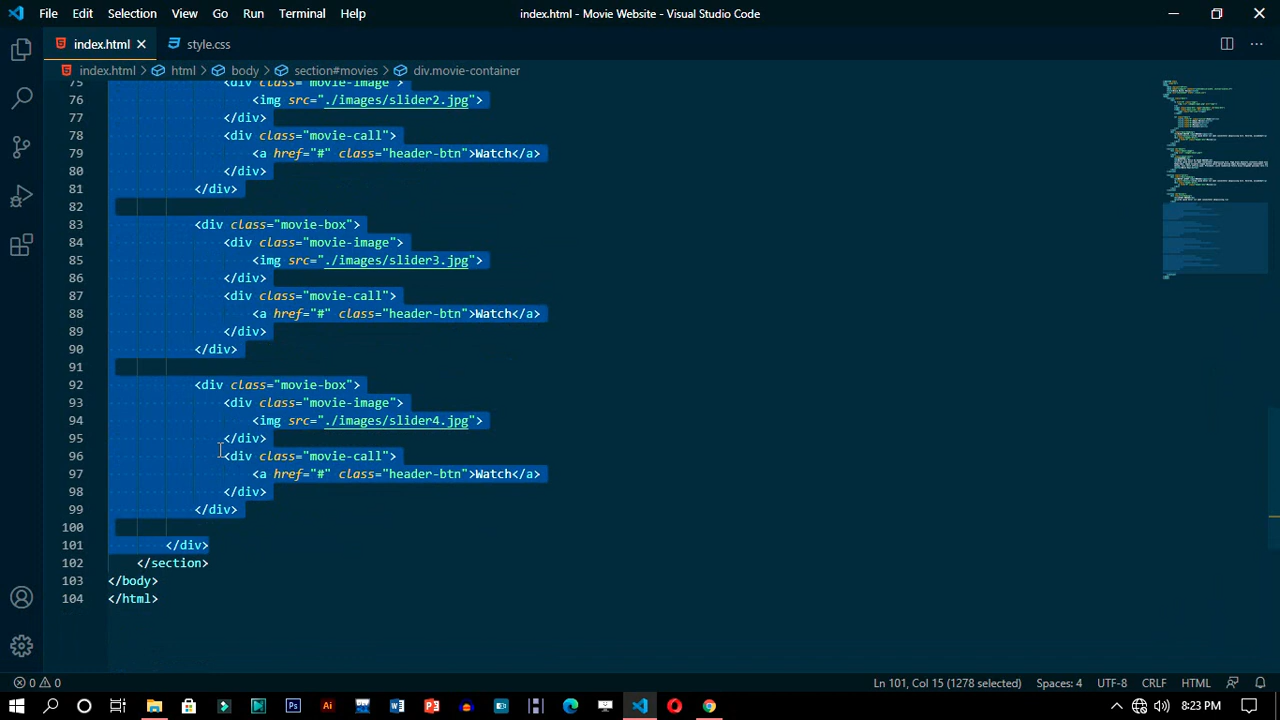 File Edit Selection View Go Run Terminal Help index.html - Movie Website - Visual Studio Code
index.html style.css
index.html > html > body > section#movies > div.movie-container
75 <div class="movie-image">
76 <img src="./images/slider2.jpg">
77 </div>
78 <div class="movie-call">
79 <a href="#" class="header-btn">Watch</a>
80 </div>
81 </div>
82
83 <div class="movie-box">
84 <div class="movie-image">
85 <img src="./images/slider3.jpg">
86 </div>
87 <div class="movie-call">
88 <a href="#" class="header-btn">Watch</a>
89 </div>
90 </div>
91
92 <div class="movie-box">
93 <div class="movie-image">
94 <img src="./images/slider4.jpg">
95 </div>
96 <div class="movie-call">
97 <a href="#" class="header-btn">Watch</a>
98 </div>
99 </div>
100
101 </div>
102 </section>
103 </body>
104 </html>
0 0 Ln 101, Col 15 (1278 selected) Spaces: 4 UTF-8 CRLF HTML
8:23 PM